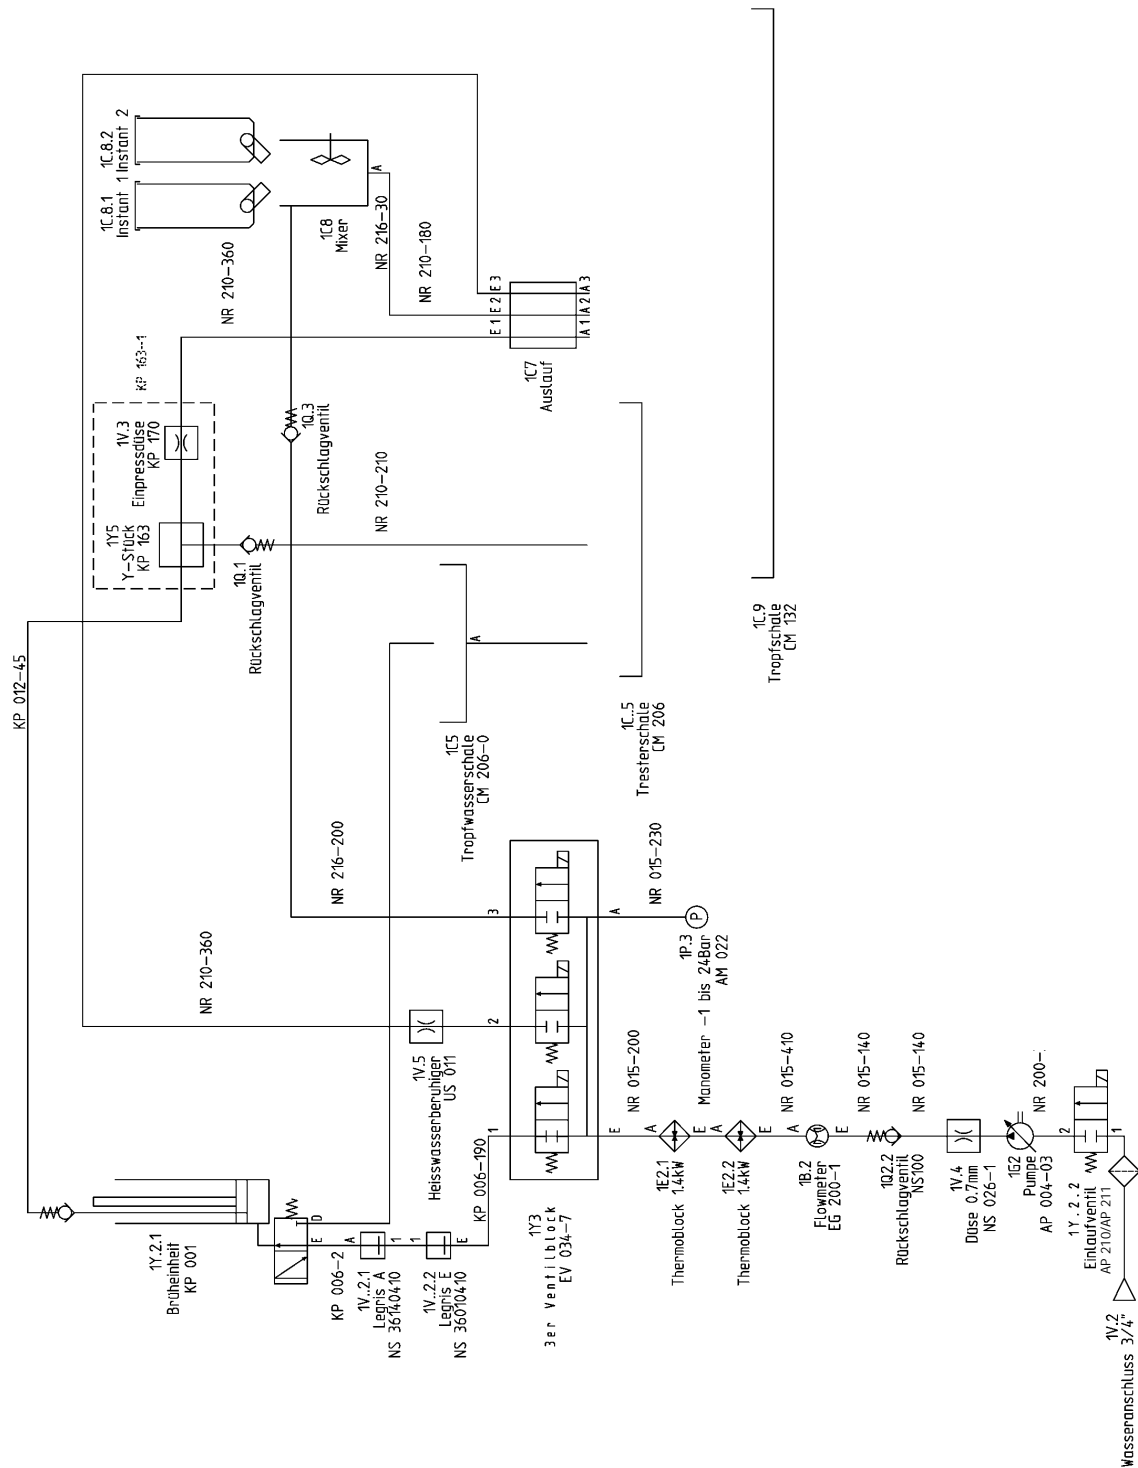 1C.8.2
Instant 2
1C.8.1
Instant 1
1C8
Mixer
A
NR 216-30
NR 210-180
NR 210-360
E1
E2
E3
A1
A2
A3
1C7
Auslauf
KP 163--1
1V.3
Einpressdüse
KP 170
1Y5
Y-Stück
KP 163
1Q.3
Rückschlagventil
NR 210-210
1Q.1
Rückschlagventil
KP 012-45
A
1C5
Tropfwasserschale
CM 206-0
1C..5
Tresterschale
CM 206
1C.9
Tropfschale
CM 132
NR 216-200
NR 210-360
3
2
1
A
NR 015-230
P
1P.3
Manometer -1 bis 24Bar
AM 022
1V.5
Heisswasserberuhiger
US 011
KP 006-190
1Y3
3er Ventilblock
EV 034-7
1Y.2.1
Brüheinheit
KP 001
D
E
A
KP 006-2
1V..2.1
Legris A
NS 36140410
1
1
1V..2.2
Legris E
NS 36010410
E
E
NR 015-200
A
1E2.1
Thermoblock 1.4kW
E
A
1E2.2
Thermoblock 1.4kW
E
NR 015-410
A
1B.2
Flowmeter
EG 200-1
E
NR 015-140
1Q2.2
Rückschlagventil
NS100
NR 015-140
1V.4
Düse 0.7mm
NS 026-1
1G2
Pumpe
AP 004-03
NR 200-
2
1
1Y.2.2
Einlaufventil
AP 210/AP 211
1V.2
Wasseranschluss 3/4"